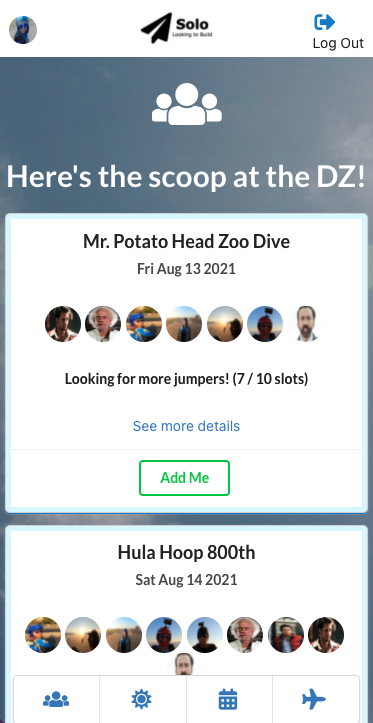 Solo
Looking to Build
Log Out
Here's the scoop at the DZ!
Mr. Potato Head Zoo Dive
Fri Aug 13 2021
Looking for more jumpers! (7 / 10 slots)
See more details
Add Me
Hula Hoop 800th
Sat Aug 14 2021